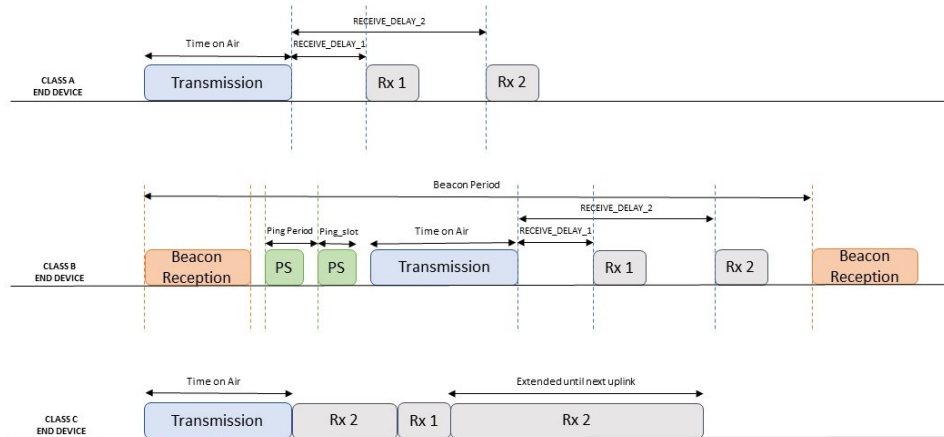 RECEIVE_DELAY_2
Time on Air
RECEIVE_DELAY_1
CLASS A
END DEVICE
Transmission
Rx 1
Rx 2
Beacon Period
RECEIVE_DELAY_2
Ping Period
Ping_slot
Time on Air
RECEIVE_DELAY_1
CLASS B
END DEVICE
Beacon
Reception
PS
PS
Transmission
Rx 1
Rx 2
Beacon
Reception
Time on Air
Extended until next uplink
CLASS C
END DEVICE
Transmission
Rx 2
Rx 1
Rx 2